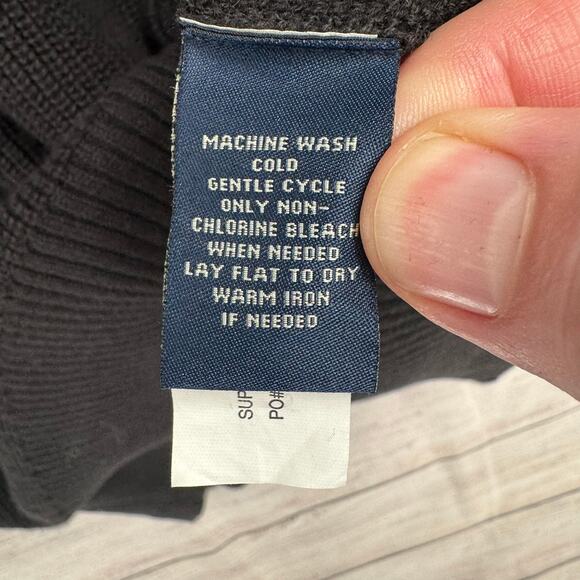 MACHINE WASH
COLD
GENTLE CYCLE
ONLY NON-
CHLORINE BLEACH
WHEN NEEDED
LAY FLAT TO DRY
WARM IRON
IF NEEDED
SUP
PO#